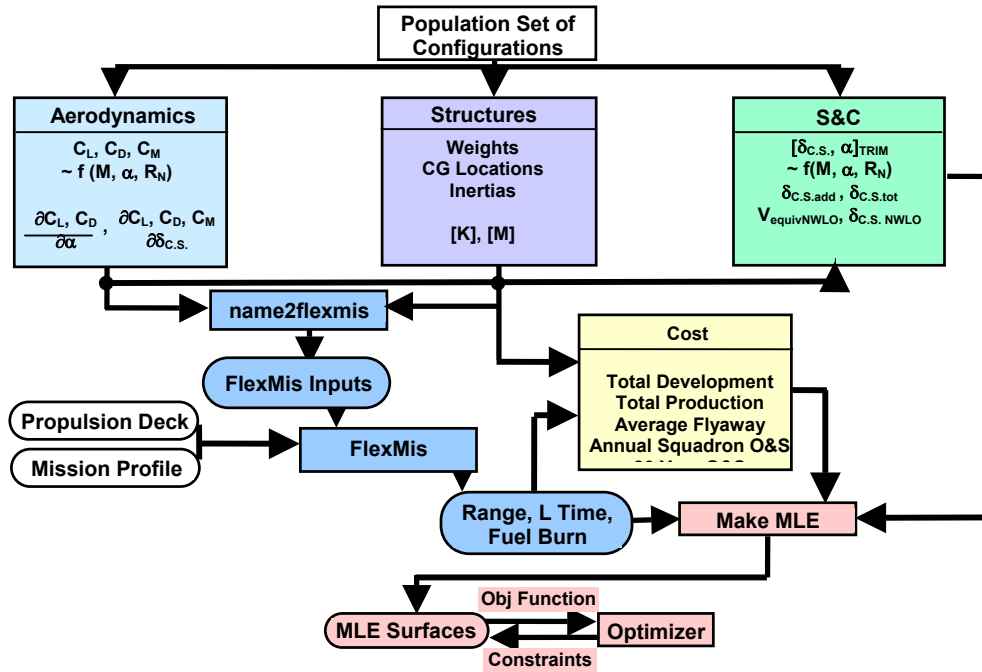 Population Set of
Configurations
Aerodynamics
C_L, C_D, C_M
~ f (M, α, R_N)
∂C_L, C_D , ∂C_L, C_D, C_M
∂α ∂δ_C.S.
Structures
Weights
CG Locations
Inertias
[K], [M]
S&C
[δ_C.S., α]_TRIM
~ f(M, α, R_N)
δ_C.S.add , δ_C.S.tot
V_equivNWLO, δ_C.S. NWLO
name2flexmis
FlexMis Inputs
Propulsion Deck
Mission Profile
FlexMis
Cost
Total Development
Total Production
Average Flyaway
Annual Squadron O&S
Range, L Time,
Fuel Burn
Make MLE
Obj Function
MLE Surfaces
Optimizer
Constraints